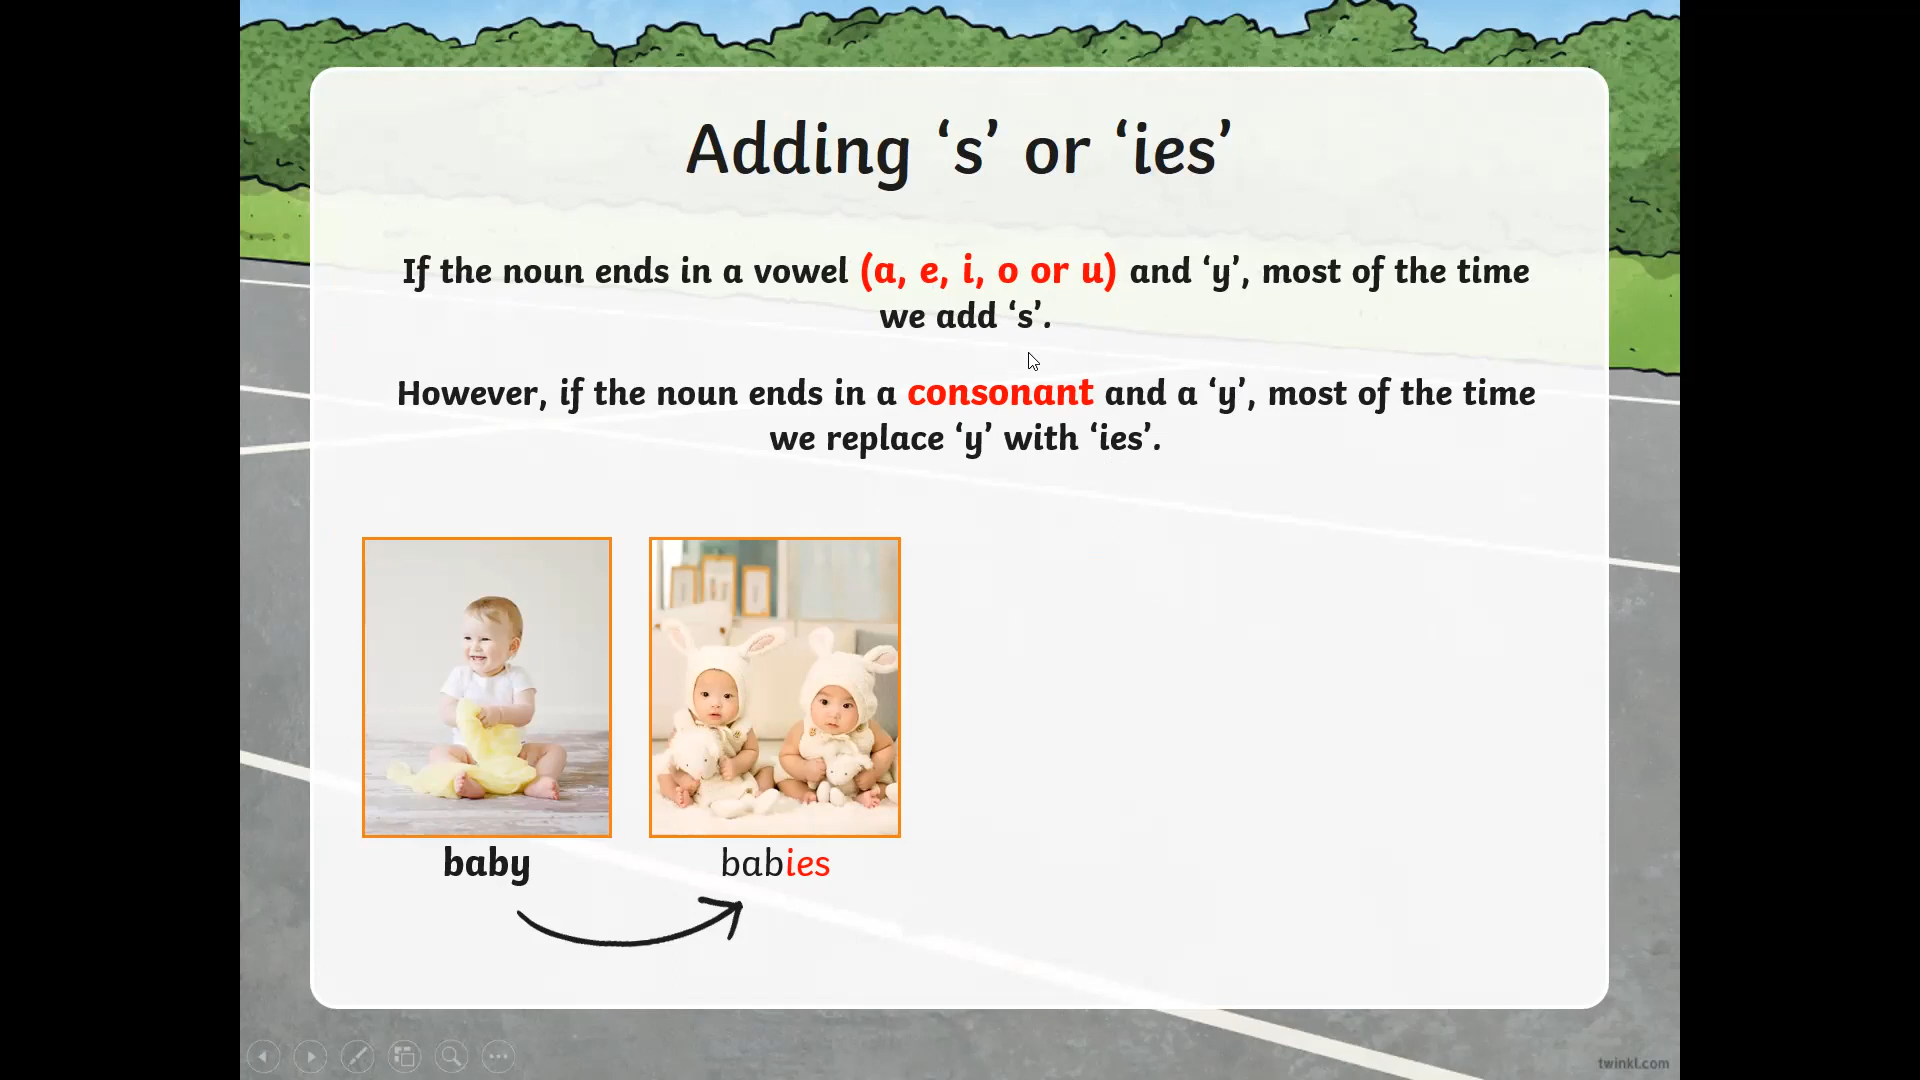 Adding ‘s’ or ‘ies’
If the noun ends in a vowel (a, e, i, o or u) and ‘y’, most of the time
we add ‘s’.
However, if the noun ends in a consonant and a ‘y’, most of the time
we replace ‘y’ with ‘ies’.
baby
babies
twinkl.com